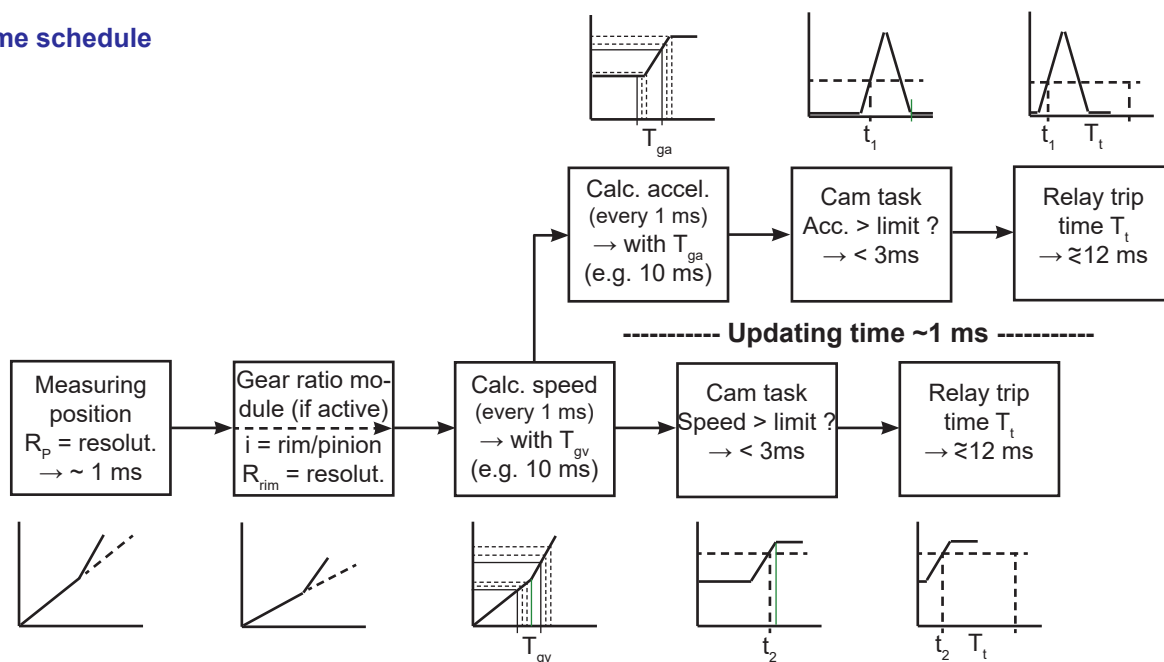 me schedule
T_ga
t_1
t_1 T_t
Calc. accel.
(every 1 ms)
→ with T_ga
(e.g. 10 ms)
Cam task
Acc. > limit ?
→ < 3ms
Relay trip
time T_t
→ ≈12 ms
----------- Updating time ~1 ms -----------
Measuring
position
R_P = resolut.
→ ~ 1 ms
Gear ratio mo-
dule (if active)
i = rim/pinion
R_rim = resolut.
Calc. speed
(every 1 ms)
→ with T_gv
(e.g. 10 ms)
Cam task
Speed > limit ?
→ < 3ms
Relay trip
time T_t
→ ≈12 ms
T_gv
t_2
t_2 T_t